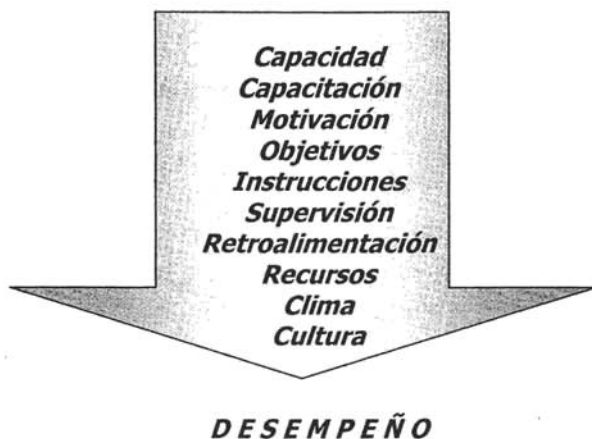 Capacidad
Capacitación
Motivación
Objetivos
Instrucciones
Supervisión
Retroalimentación
Recursos
Clima
Cultura
DESEMPEÑO